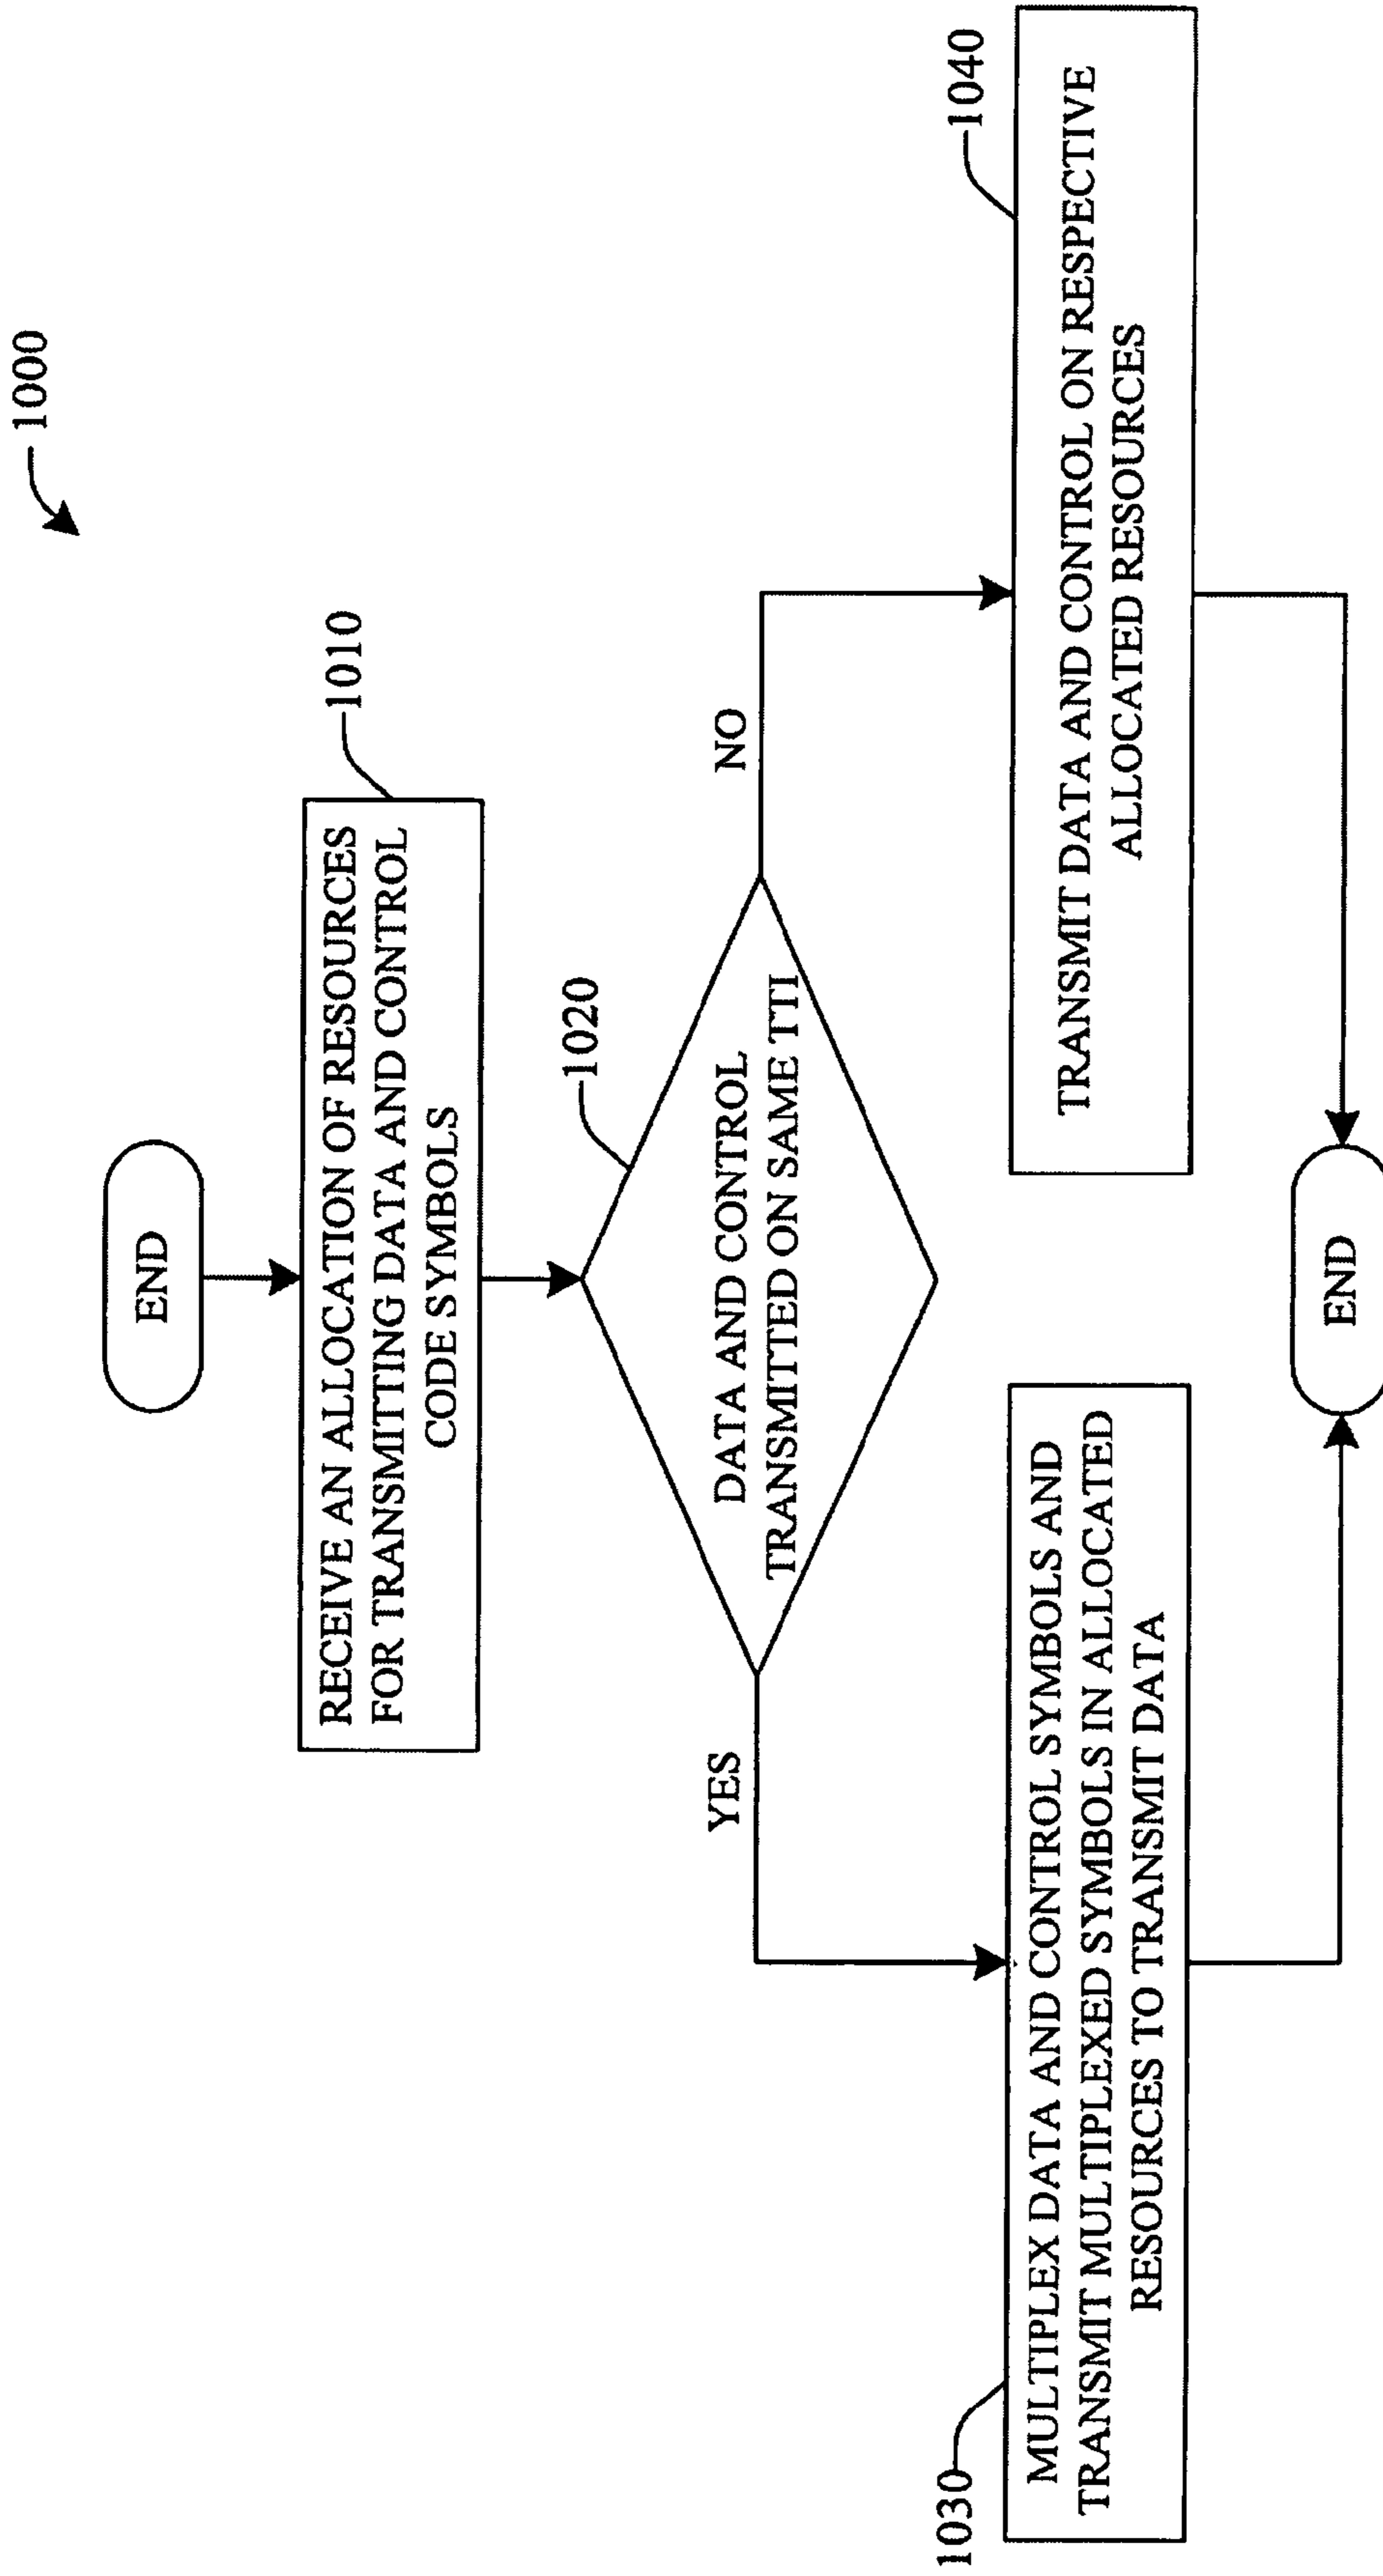 1000
END
1010
RECEIVE AN ALLOCATION OF RESOURCES
FOR TRANSMITTING DATA AND CONTROL
CODE SYMBOLS
1020
DATA AND CONTROL
TRANSMITTED ON SAME TTI
YES
NO
1030
MULTIPLEX DATA AND CONTROL SYMBOLS AND
TRANSMIT MULTIPLEXED SYMBOLS IN ALLOCATED
RESOURCES TO TRANSMIT DATA
1040
TRANSMIT DATA AND CONTROL ON RESPECTIVE
ALLOCATED RESOURCES
END